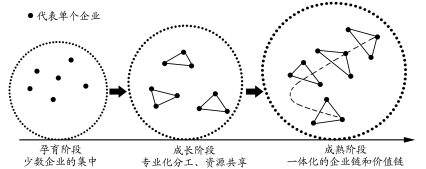 代表单个企业
孕育阶段
少数企业的集中
成长阶段
专业化分工、资源共享
成熟阶段
一体化的企业链和价值链